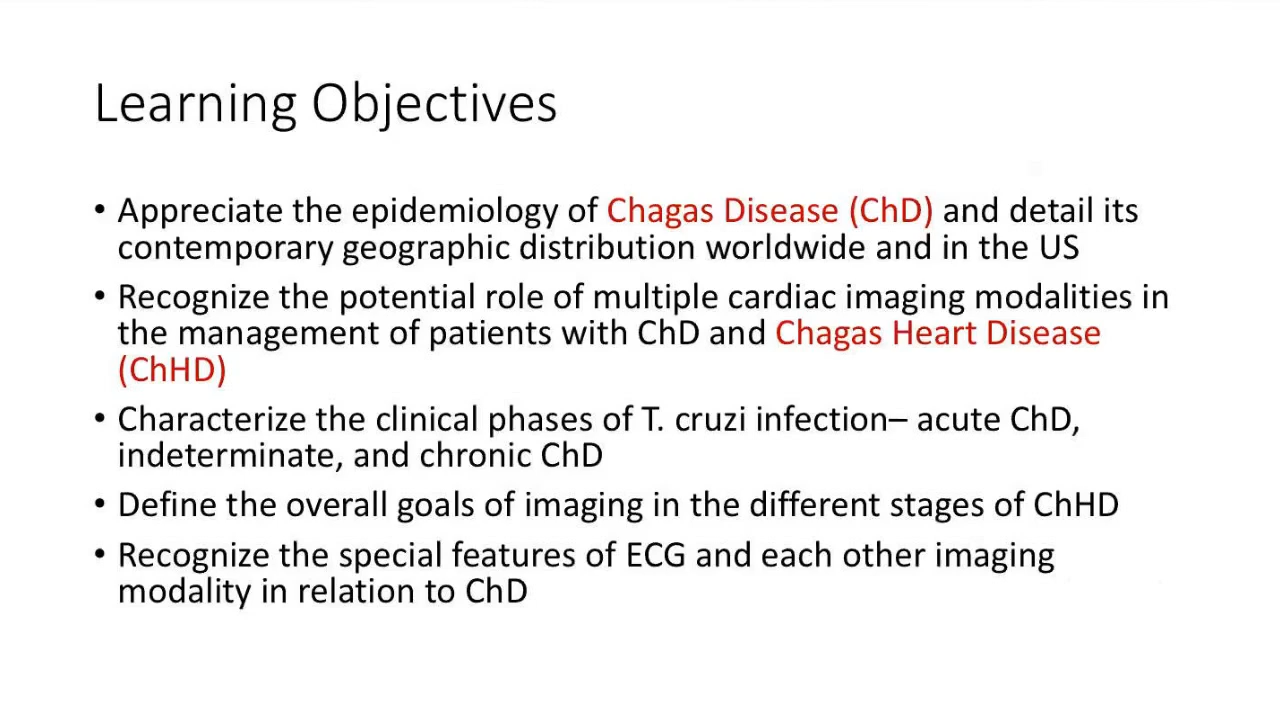 Learning Objectives
• Appreciate the epidemiology of Chagas Disease (ChD) and detail its
contemporary geographic distribution worldwide and in the US
• Recognize the potential role of multiple cardiac imaging modalities in
the management of patients with ChD and Chagas Heart Disease
(ChHD)
• Characterize the clinical phases of T. cruzi infection– acute ChD,
indeterminate, and chronic ChD
• Define the overall goals of imaging in the different stages of ChHD
• Recognize the special features of ECG and each other imaging
modality in relation to ChD